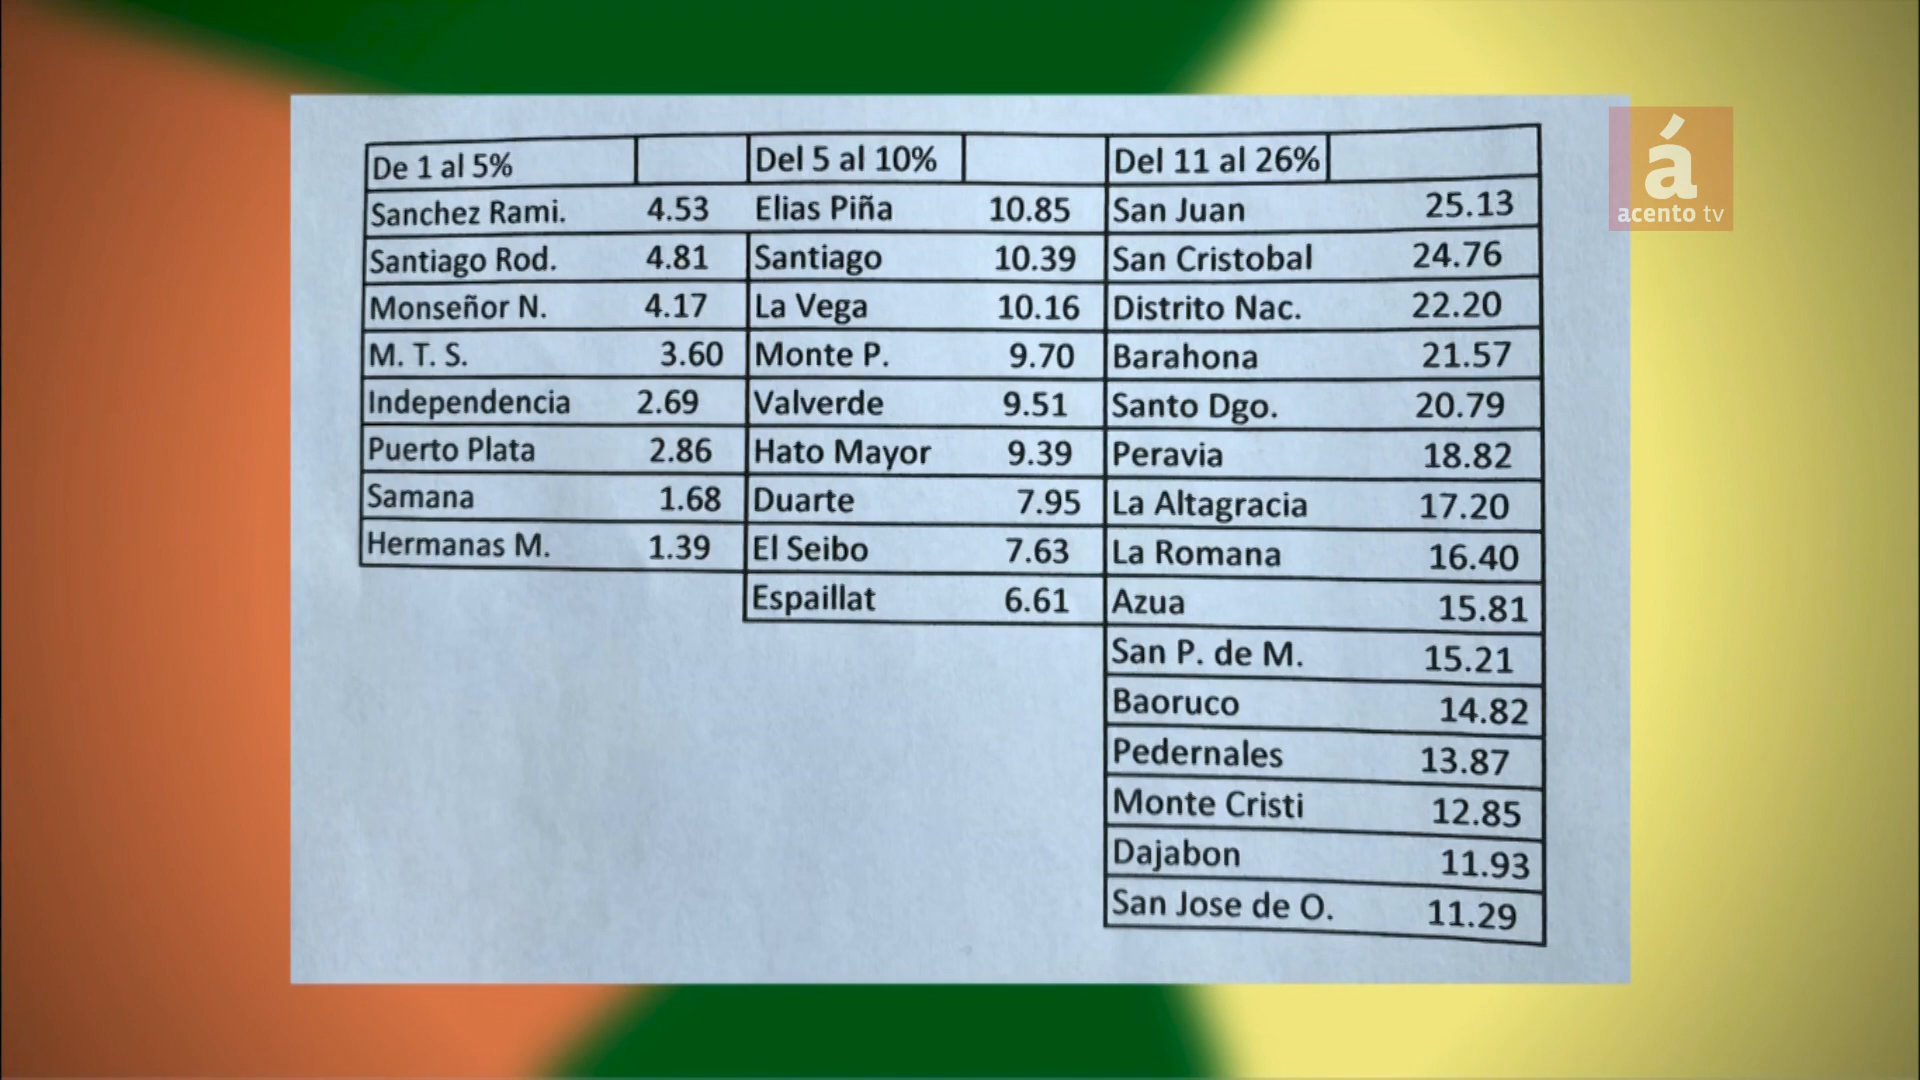 De 1 al 5% Del 5 al 10% Del 11 al 26%
Sanchez Rami. 4.53 Elias Piña 10.85 San Juan 25.13
Santiago Rod. 4.81 Santiago 10.39 San Cristobal 24.76
Monseñor N. 4.17 La Vega 10.16 Distrito Nac. 22.20
M. T. S. 3.60 Monte P. 9.70 Barahona 21.57
Independencia 2.69 Valverde 9.51 Santo Dgo. 20.79
Puerto Plata 2.86 Hato Mayor 9.39 Peravia 18.82
Samana 1.68 Duarte 7.95 La Altagracia 17.20
Hermanas M. 1.39 El Seibo 7.63 La Romana 16.40
Espaillat 6.61 Azua 15.81
San P. de M. 15.21
Baoruco 14.82
Pedernales 13.87
Monte Cristi 12.85
Dajabon 11.93
San Jose de O. 11.29
á
acento tv